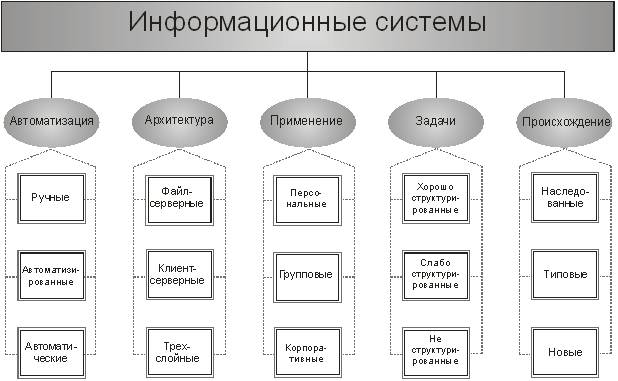 Информационные системы
Автоматизация
Архитектура
Применение
Задачи
Происхождение
Ручные
Файл-
серверные
Персо-
нальные
Хорошо
структури-
рованные
Наследо-
ванные
Автоматизи-
рованные
Клиент-
серверные
Групповые
Слабо
структури-
рованные
Типовые
Автомати-
ческие
Трех-
слойные
Корпора-
тивные
Не
структури-
рованные
Новые